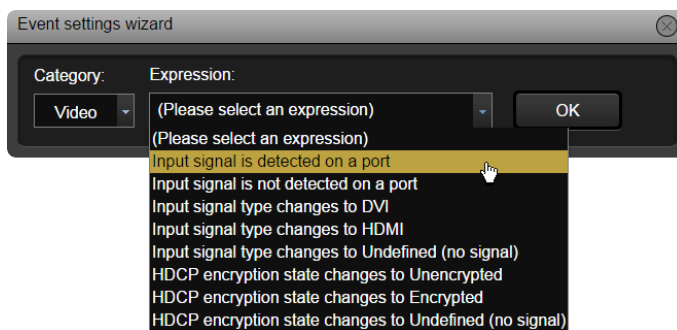 Event settings wizard
Category: Expression:
Video (Please select an expression) OK
(Please select an expression)
Input signal is detected on a port
Input signal is not detected on a port
Input signal type changes to DVI
Input signal type changes to HDMI
Input signal type changes to Undefined (no signal)
HDCP encryption state changes to Unencrypted
HDCP encryption state changes to Encrypted
HDCP encryption state changes to Undefined (no signal)